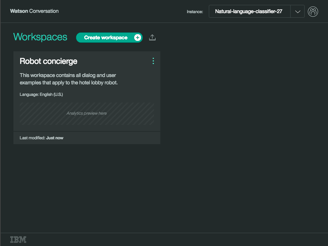 Watson Conversation
Instance: Natural-language-classifier-27
Workspaces Create workspace
Robot concierge
This workspace contains all dialog and user
examples that apply to the hotel lobby robot.
Language: English (U.S.)
Last modified: Just now
IBM